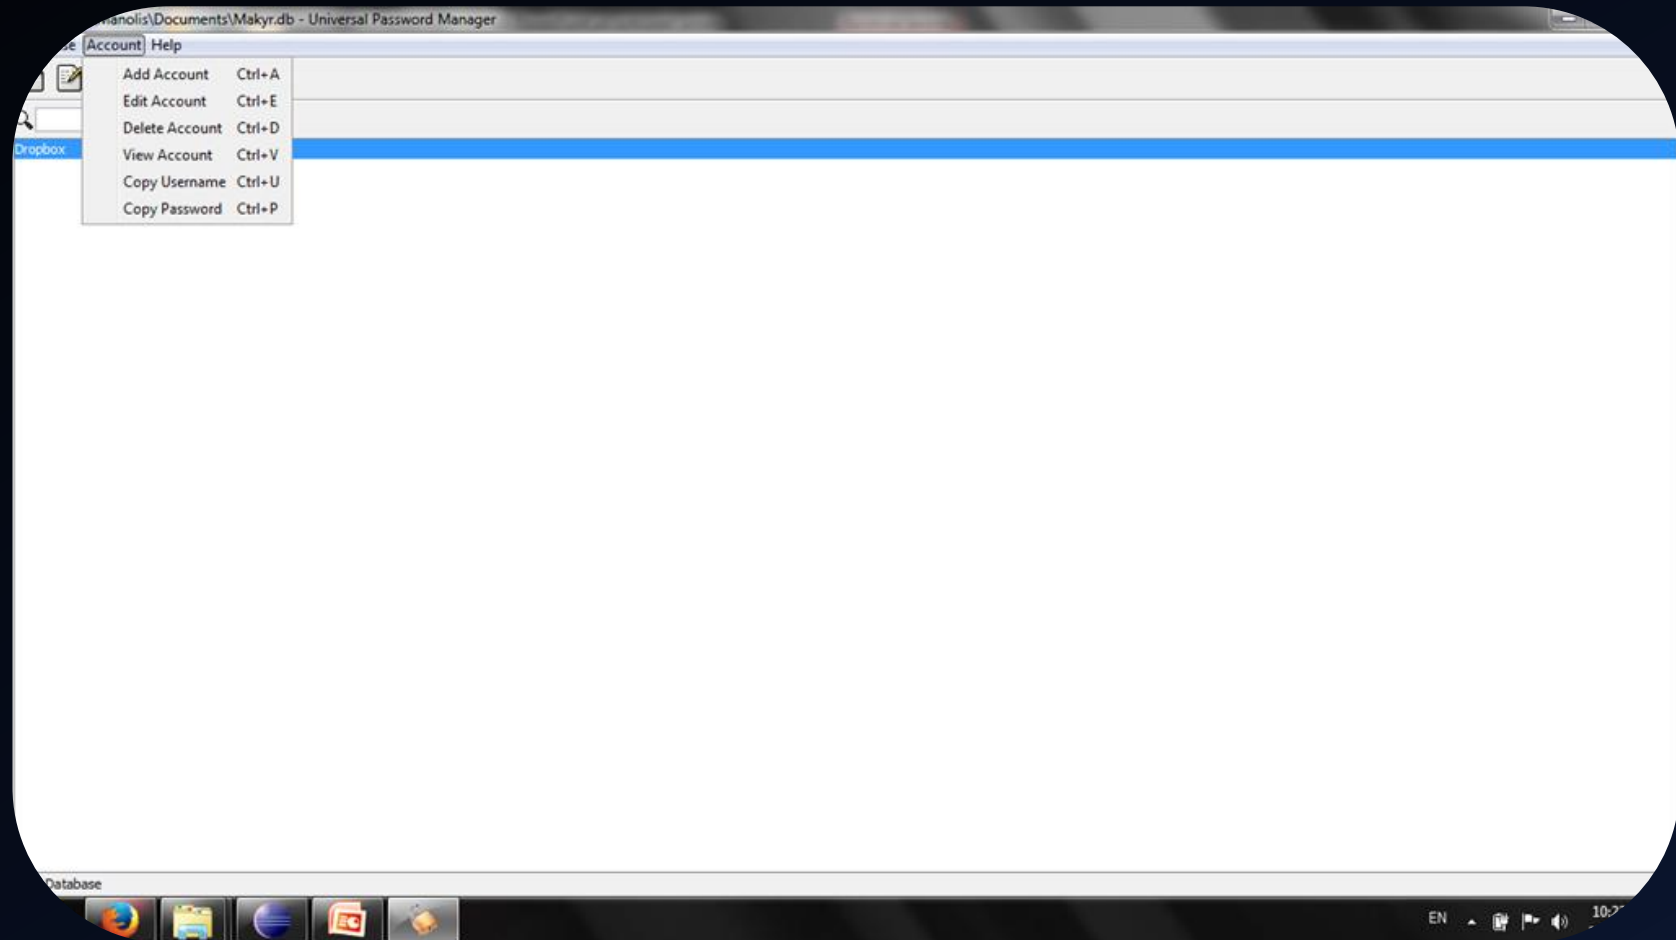 \Documents\Makyr.db - Universal Password Manager
Account Help
Add Account Ctrl+A
Edit Account Ctrl+E
Delete Account Ctrl+D
View Account Ctrl+V
Copy Username Ctrl+U
Copy Password Ctrl+P
Dropbox
Database
EN